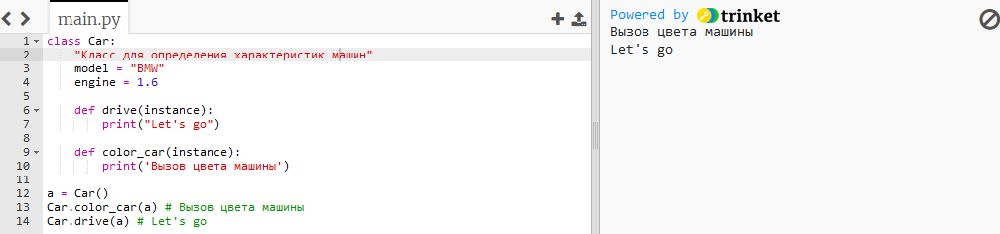 main.py
1 class Car:
2 "Класс для определения характеристик машин"
3 model = "BMW"
4 engine = 1.6
5
6 def drive(instance):
7 print("Let's go")
8
9 def color_car(instance):
10 print('Вызов цвета машины')
11
12 a = Car()
13 Car.color_car(a) # Вызов цвета машины
14 Car.drive(a) # Let's go
Powered by trinket
Вызов цвета машины
Let's go